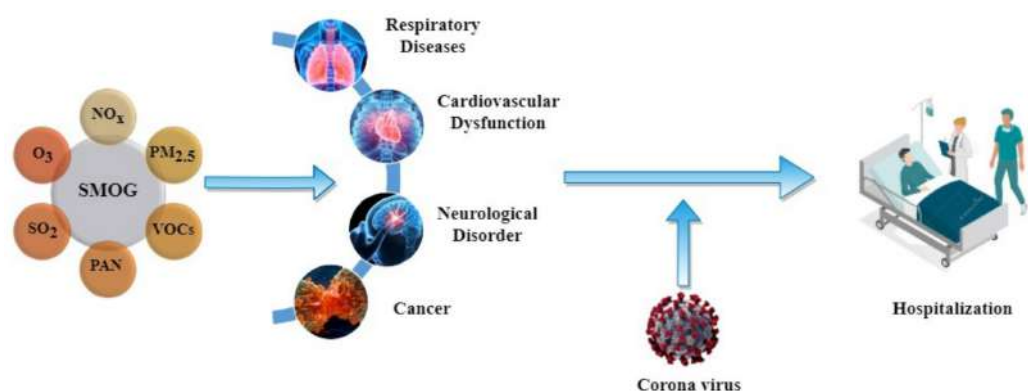 NOx
O3
PM2.5
SMOG
SO2
VOCs
PAN
Respiratory
Diseases
Cardiovascular
Dysfunction
Neurological
Disorder
Cancer
Corona virus
Hospitalization